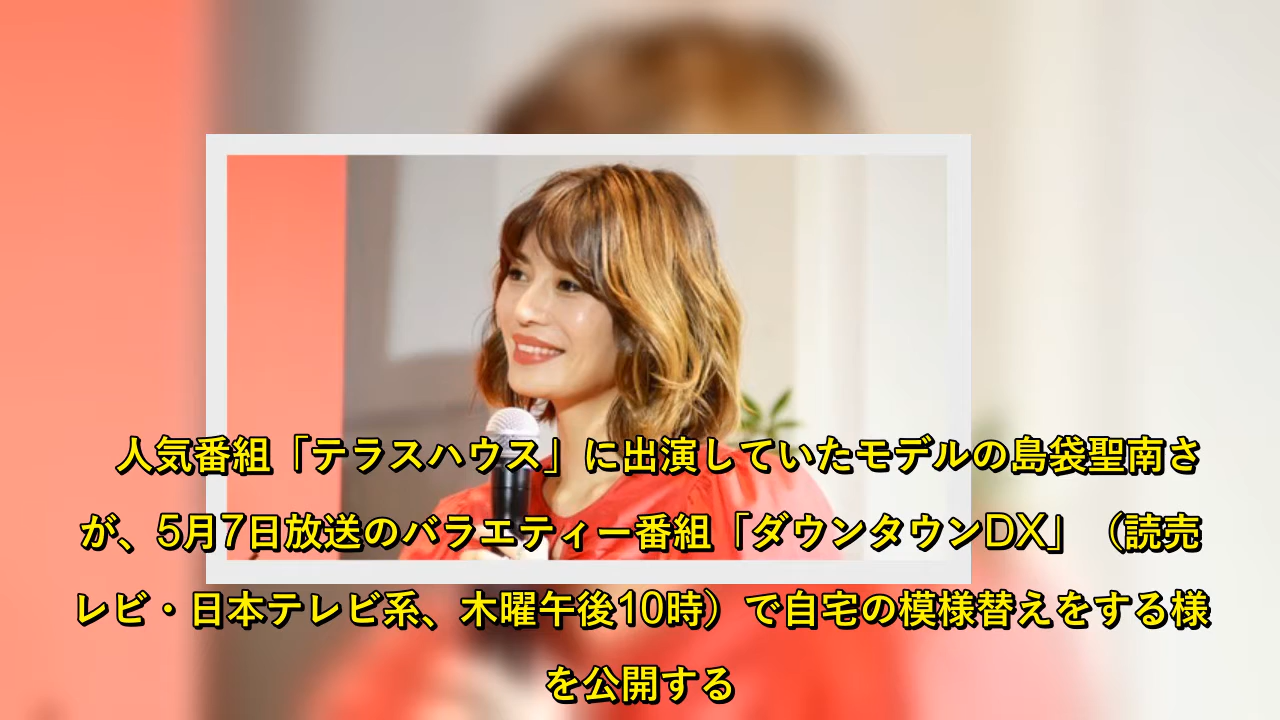 人気番組「テラスハウス」に出演していたモデルの島袋聖南さ
が、5月7日放送のバラエティー番組「ダウンタウンDX」（読売
レビ・日本テレビ系、木曜午後10時）で自宅の模様替えをする様
を公開する